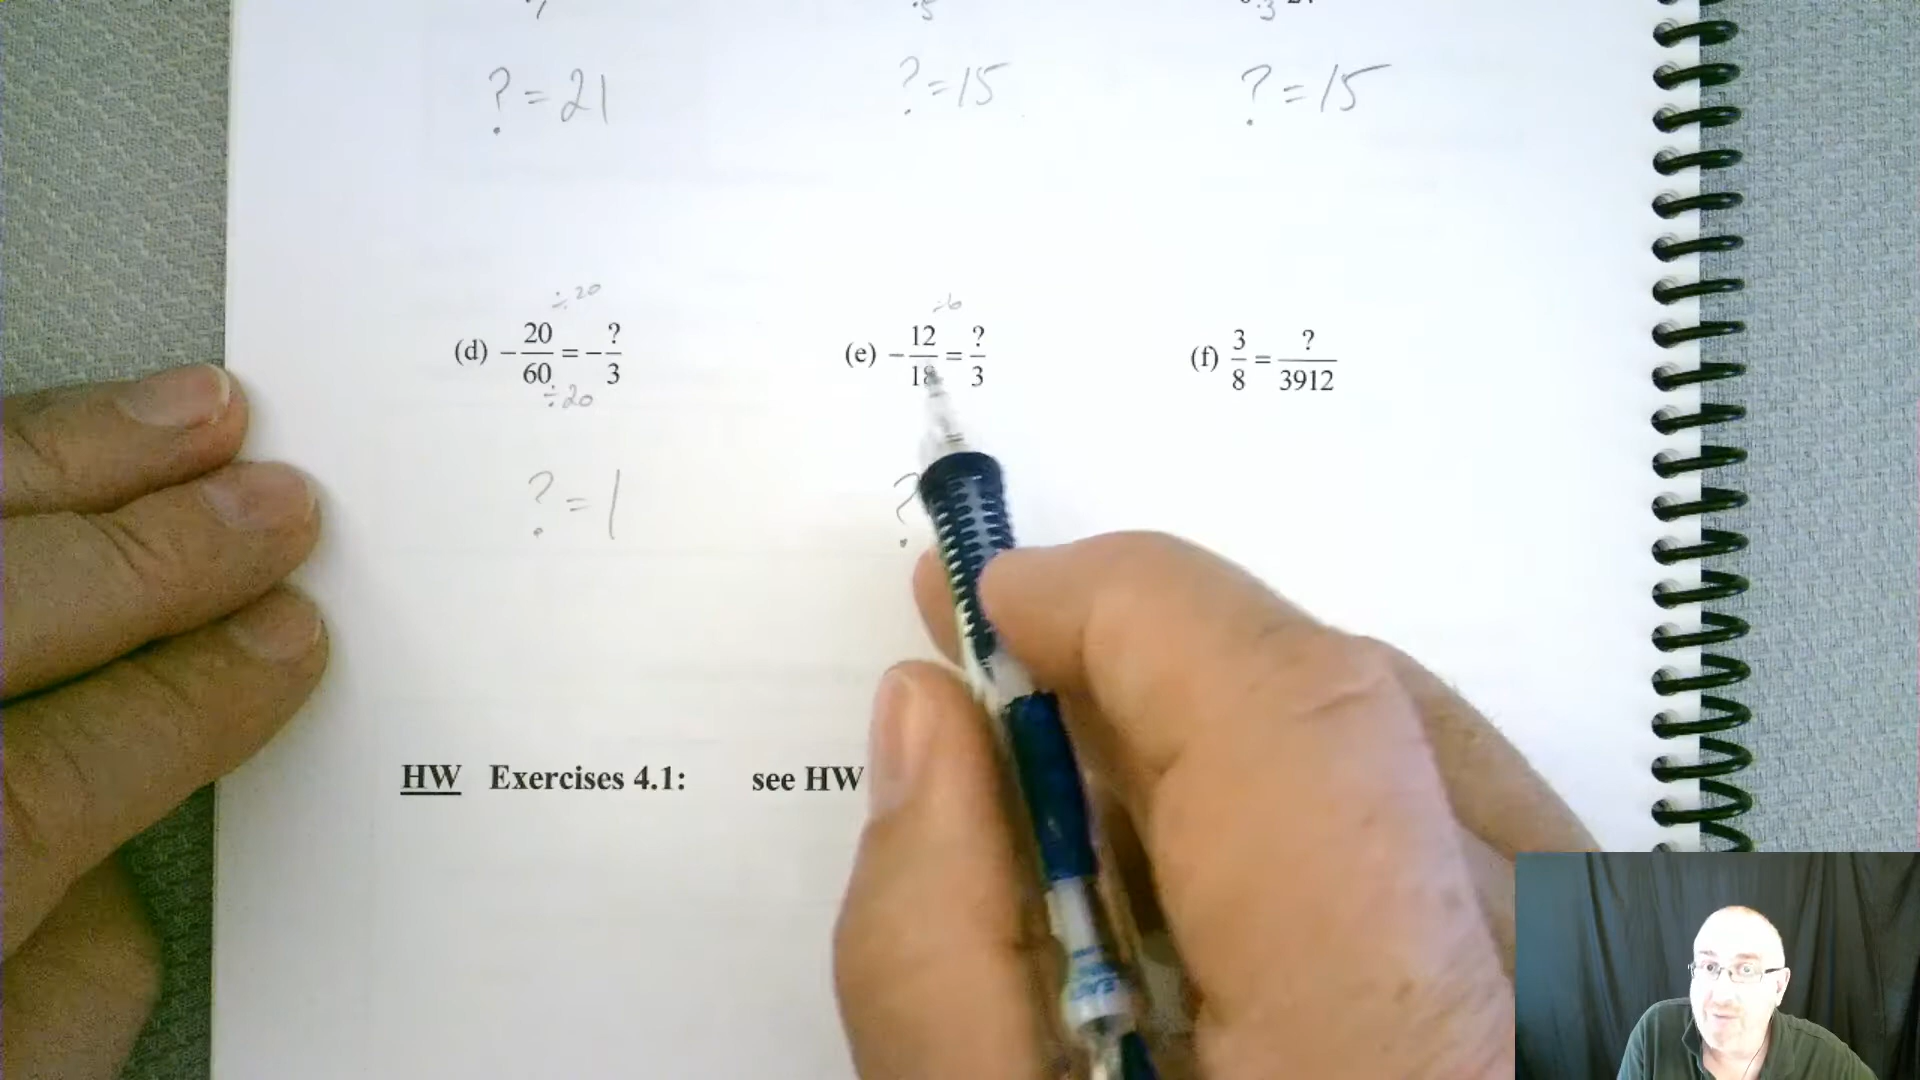 ? = 21 ? = 15 ? = 15
÷ 20 ÷ 6
(d) − 20/60 = − ?/3 (e) − 12/18 = ?/3 (f) 3/8 = ?/3912
÷ 20
? = 1 ?
HW Exercises 4.1: see HW